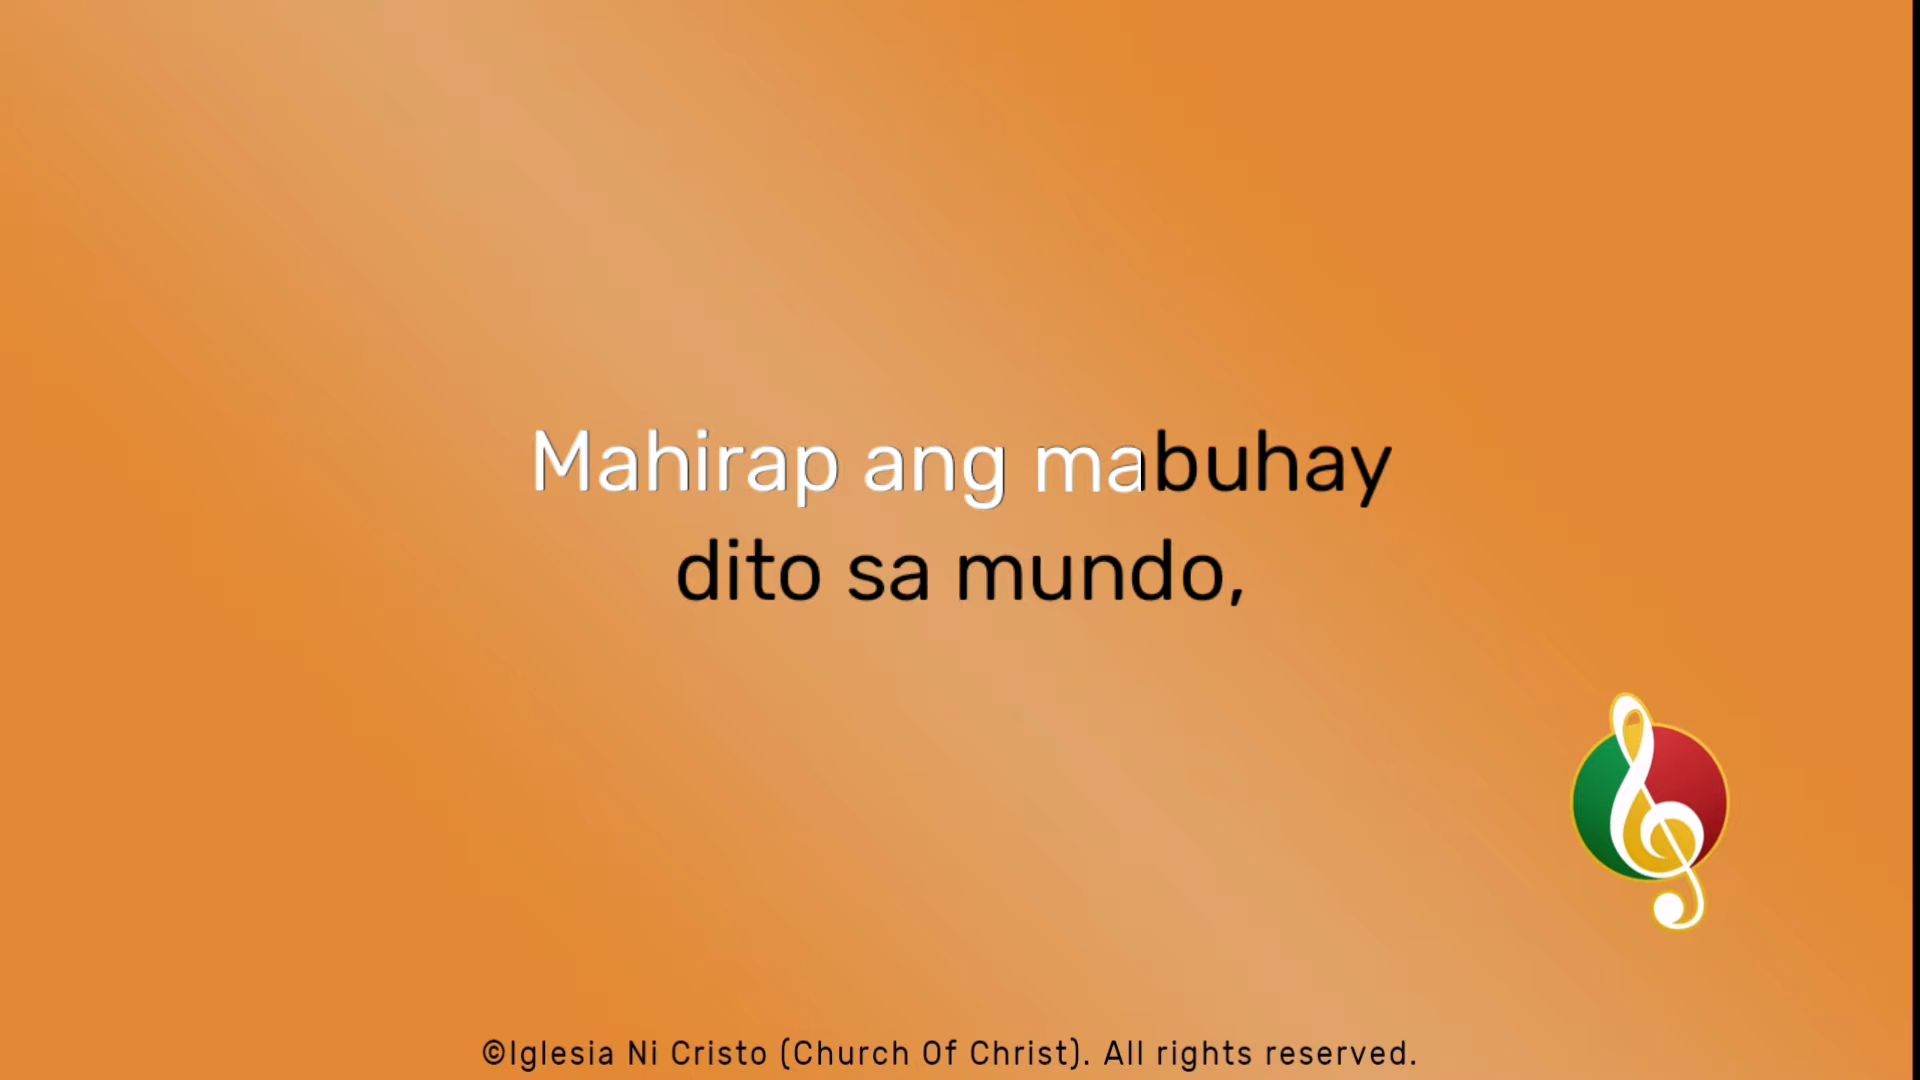 Mahirap ang mabuhay
dito sa mundo,
©Iglesia Ni Cristo (Church Of Christ). All rights reserved.